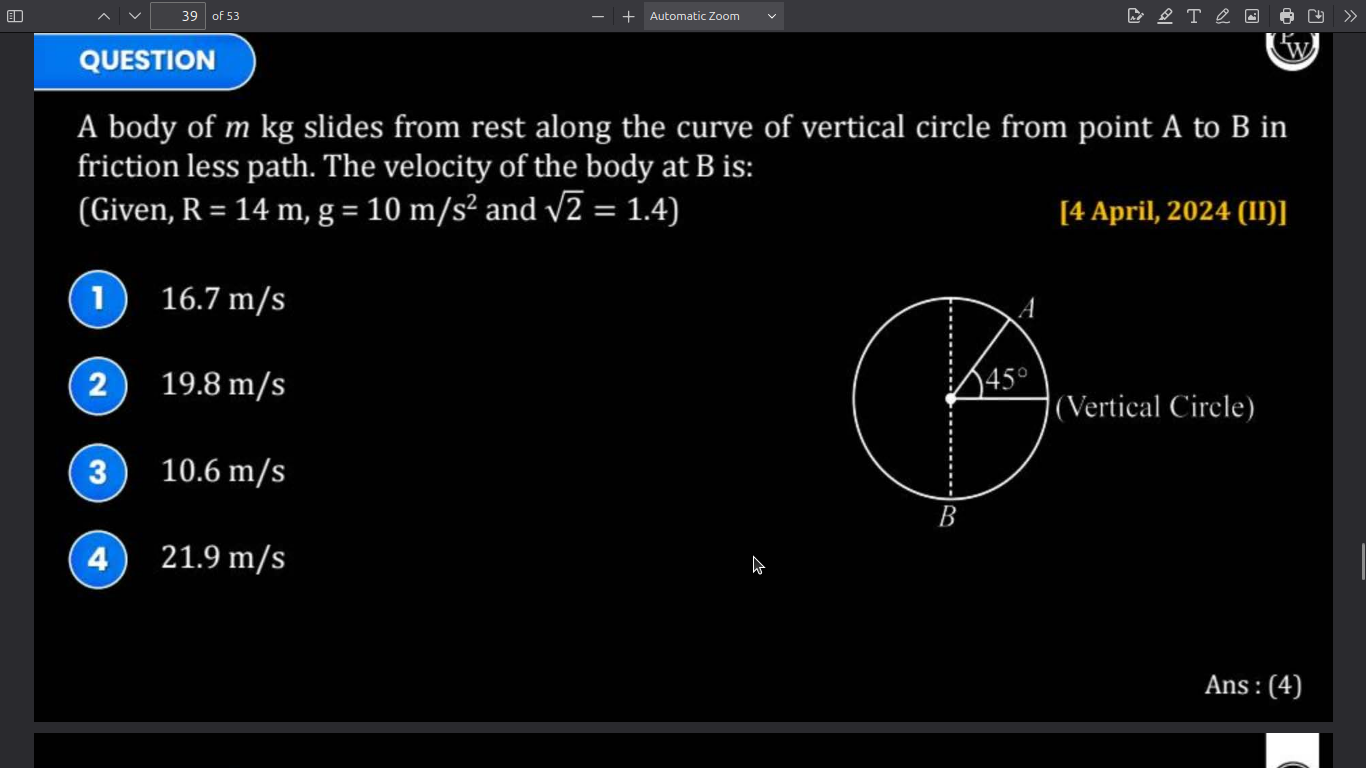 39 of 53 Automatic Zoom
QUESTION
P
W
A body of m kg slides from rest along the curve of vertical circle from point A to B in
friction less path. The velocity of the body at B is:
(Given, R = 14 m, g = 10 m/s² and √2 = 1.4)
[4 April, 2024 (II)]
1 16.7 m/s
2 19.8 m/s
3 10.6 m/s
4 21.9 m/s
A
45°
(Vertical Circle)
B
Ans : (4)